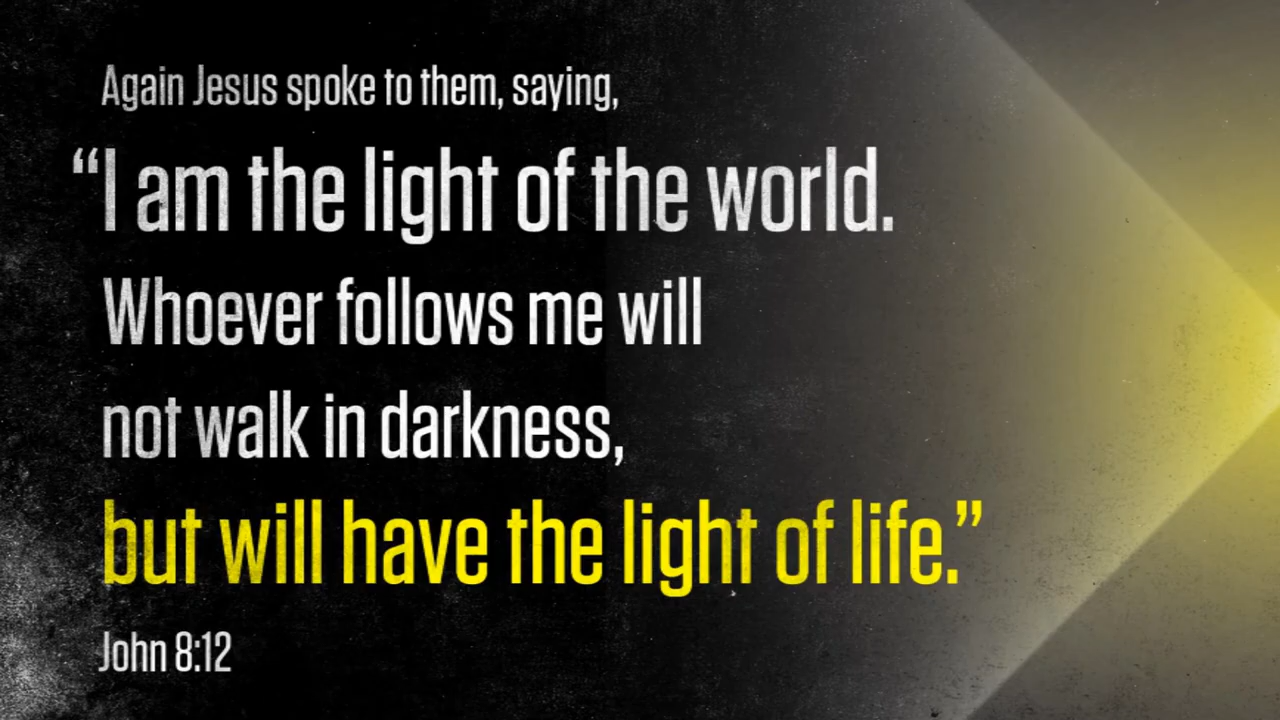 Again Jesus spoke to them, saying,
“I am the light of the world.
Whoever follows me will
not walk in darkness,
but will have the light of life.”
John 8:12